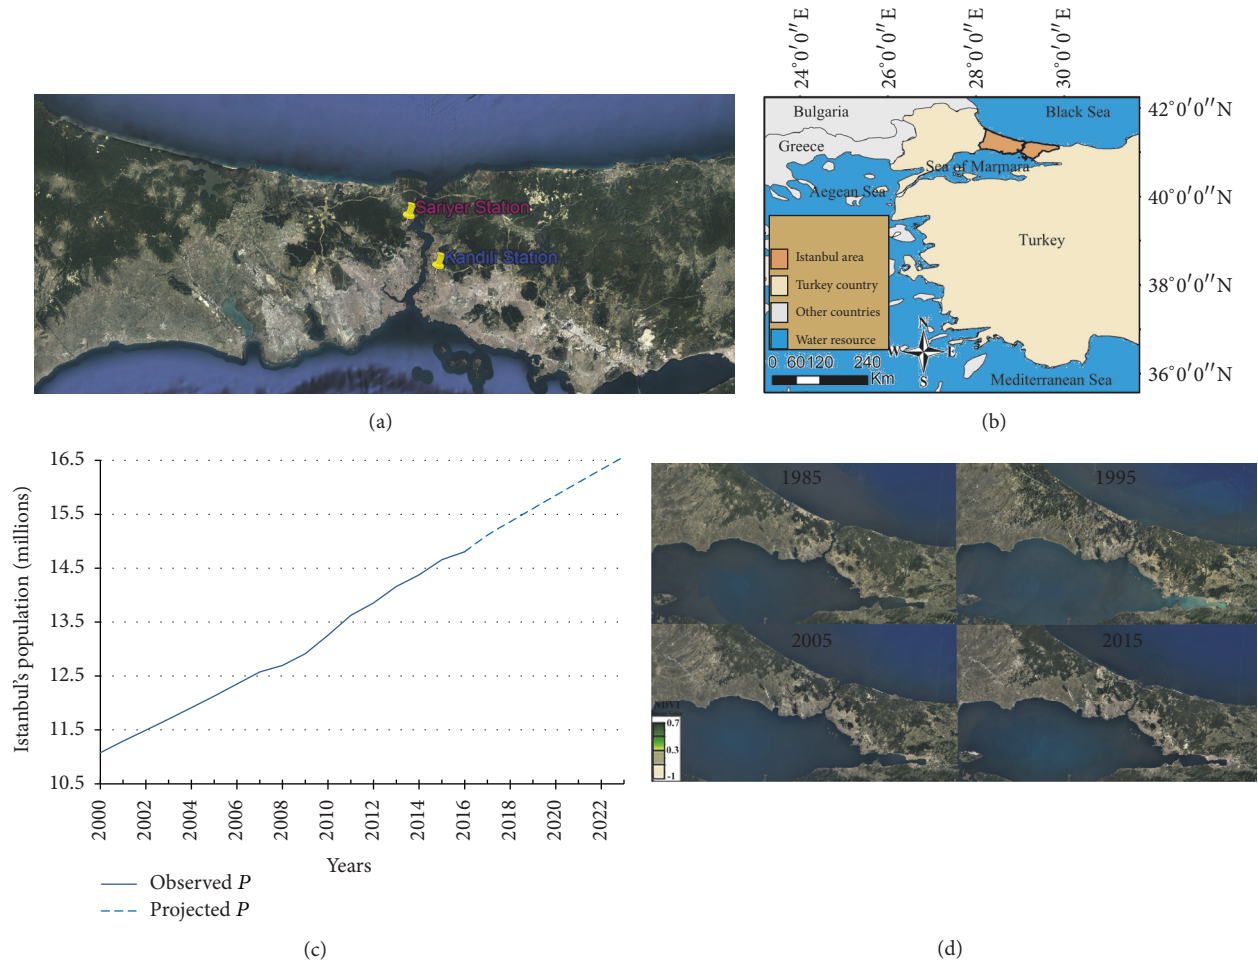 Sariyer Station
Kandilli Station
(a)
24°0′0″E
26°0′0″E
28°0′0″E
30°0′0″E
Bulgaria
Black Sea
42°0′0″N
Greece
Sea of Marmara
Aegean Sea
40°0′0″N
Turkey
Istanbul area
Turkey country
38°0′0″N
Other countries
Water resource
N
W
E
S
0 60 120 240
Km
Mediterranean Sea
36°0′0″N
(b)
Istanbul's population (millions)
16.5
15.5
14.5
13.5
12.5
11.5
10.5
2000
2002
2004
2006
2008
2010
2012
2014
2016
2018
2020
2022
Years
Observed P
Projected P
(c)
1985
1995
2005
2015
NDVI
0.7
0.3
-1
(d)